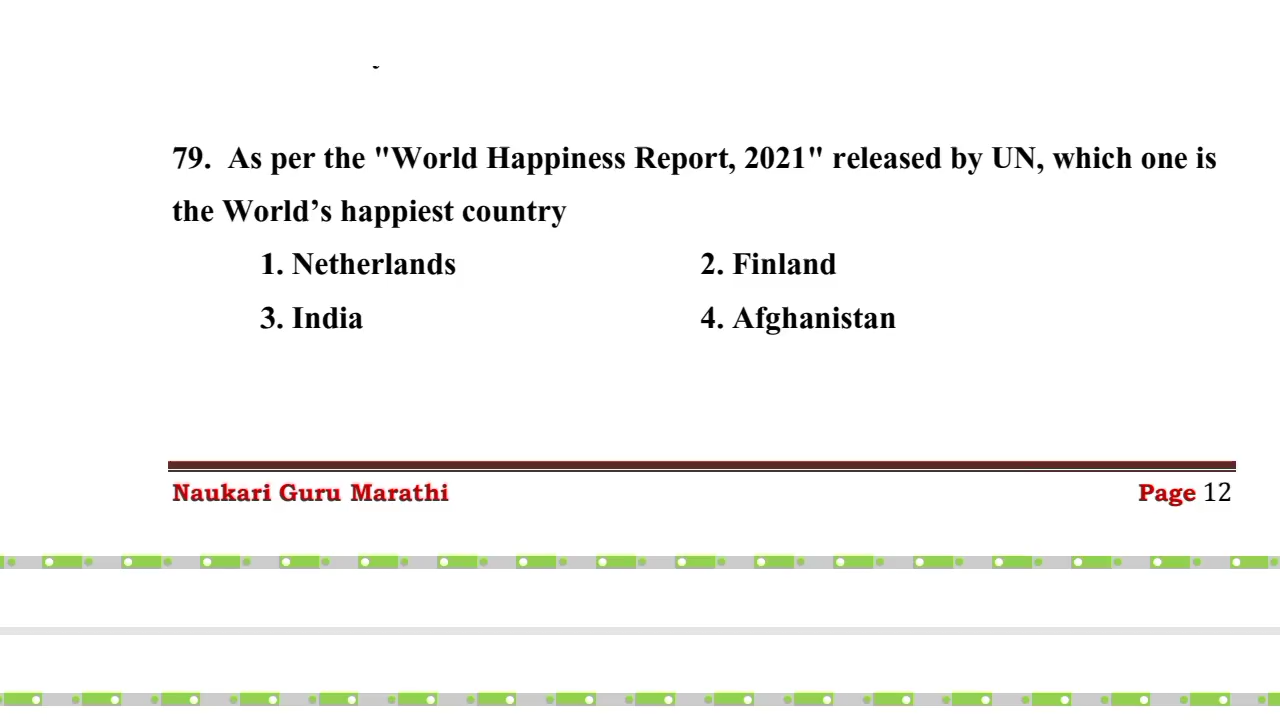 79. As per the "World Happiness Report, 2021" released by UN, which one is
the World’s happiest country
1. Netherlands 2. Finland
3. India 4. Afghanistan
Naukari Guru Marathi Page 12